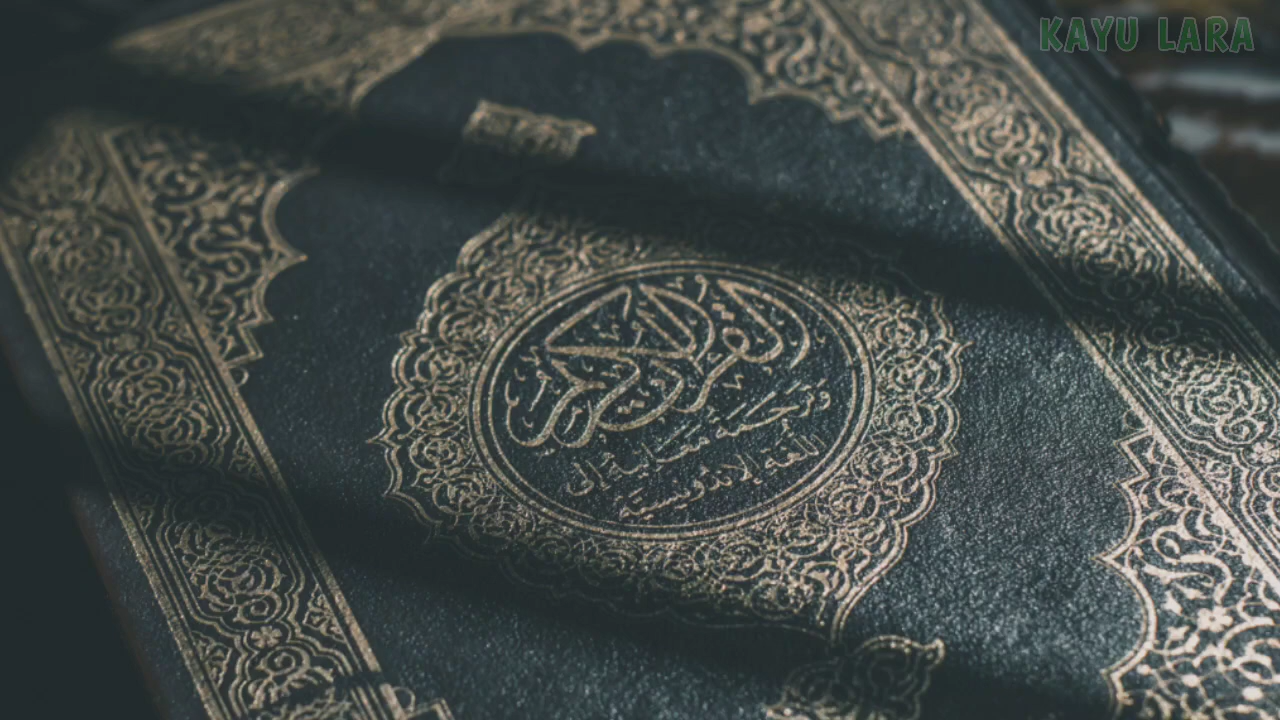 KAYU LARA
القرآن الكريم
وترجمة معانيه إلى
اللغة الإندونيسية